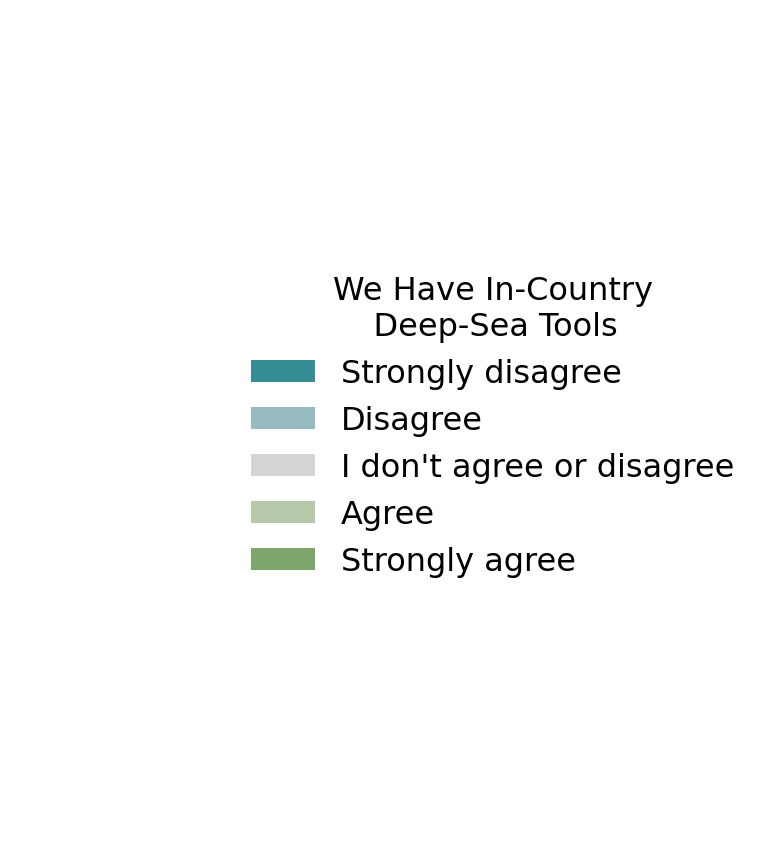 We Have In-Country
Deep-Sea Tools
Strongly disagree
Disagree
I don't agree or disagree
Agree
Strongly agree